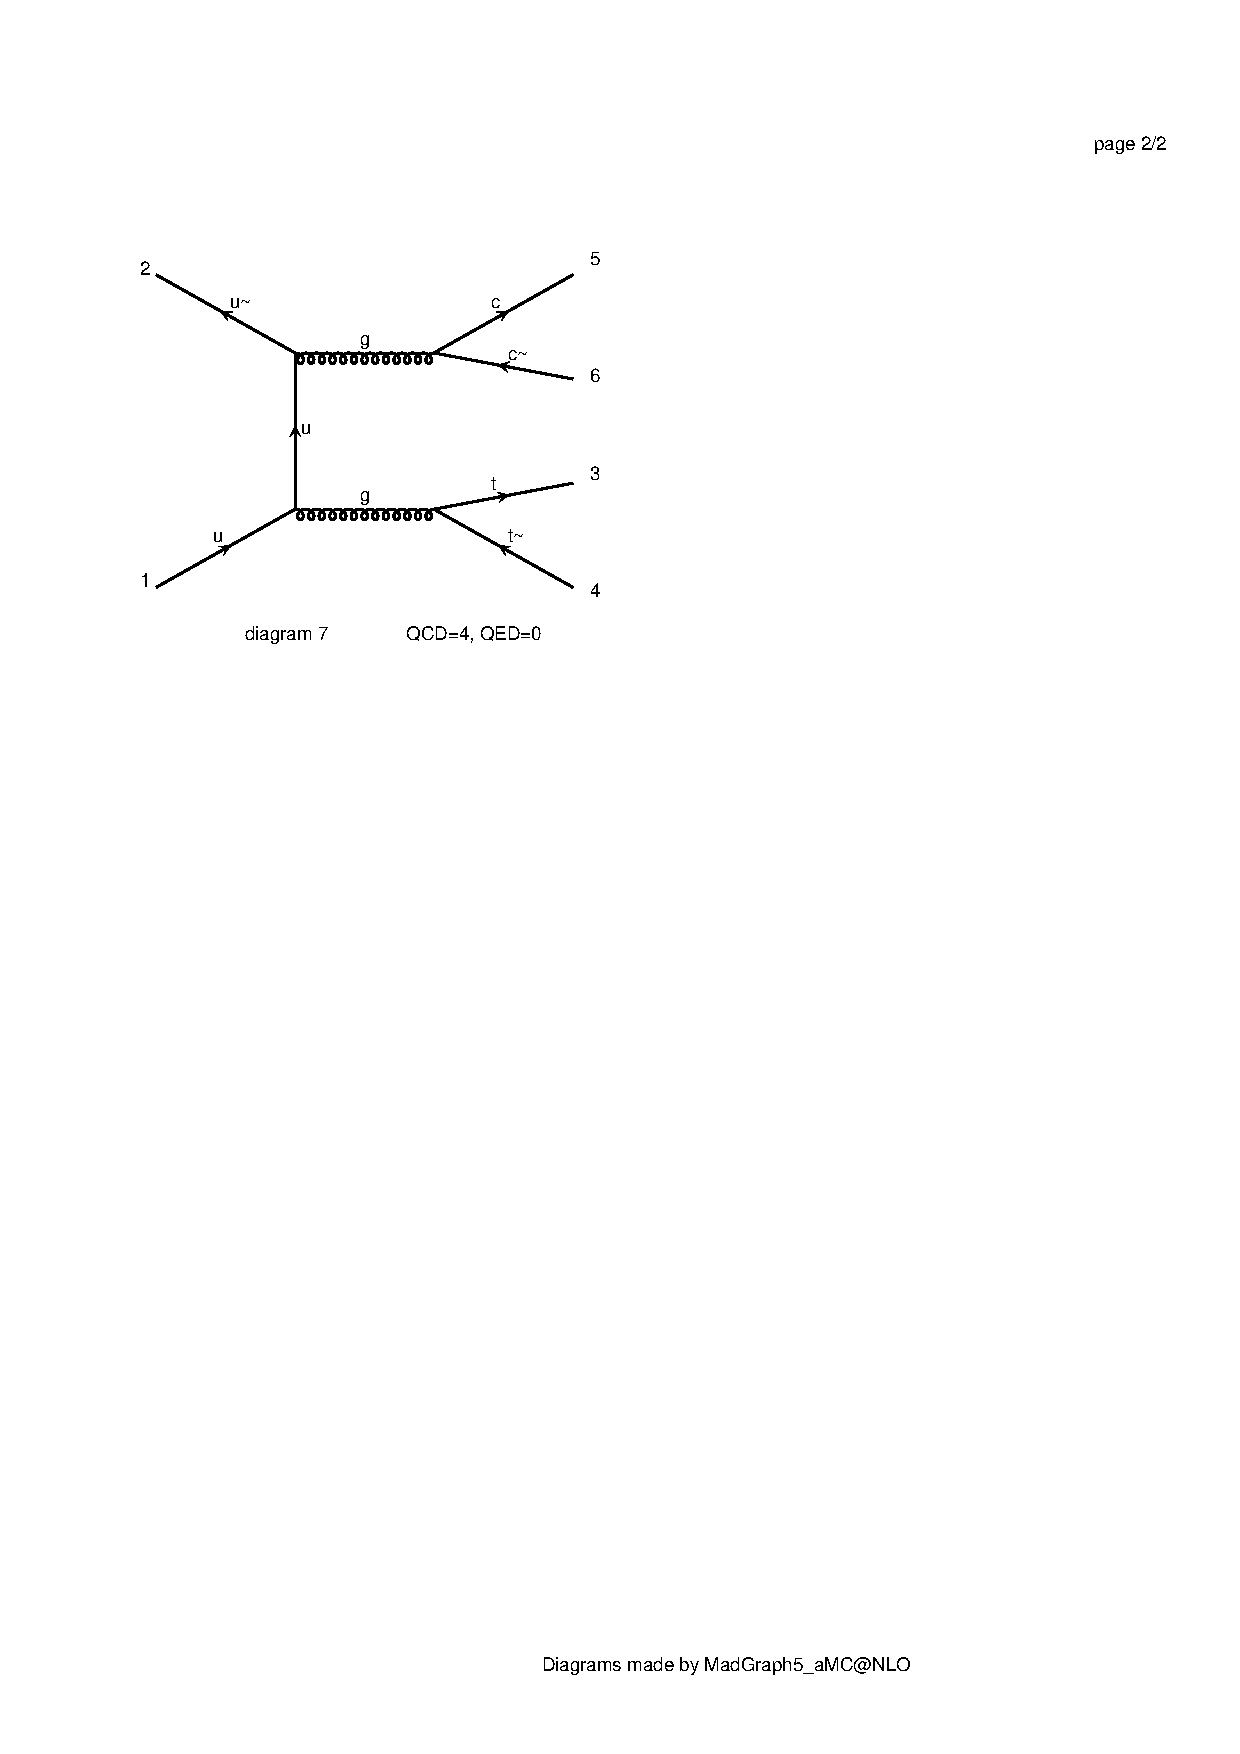 page 2/2
2
5
u~
c
g
c~
6
u
3
t
g
u
t~
1
4
diagram 7 QCD=4, QED=0
Diagrams made by MadGraph5_aMC@NLO